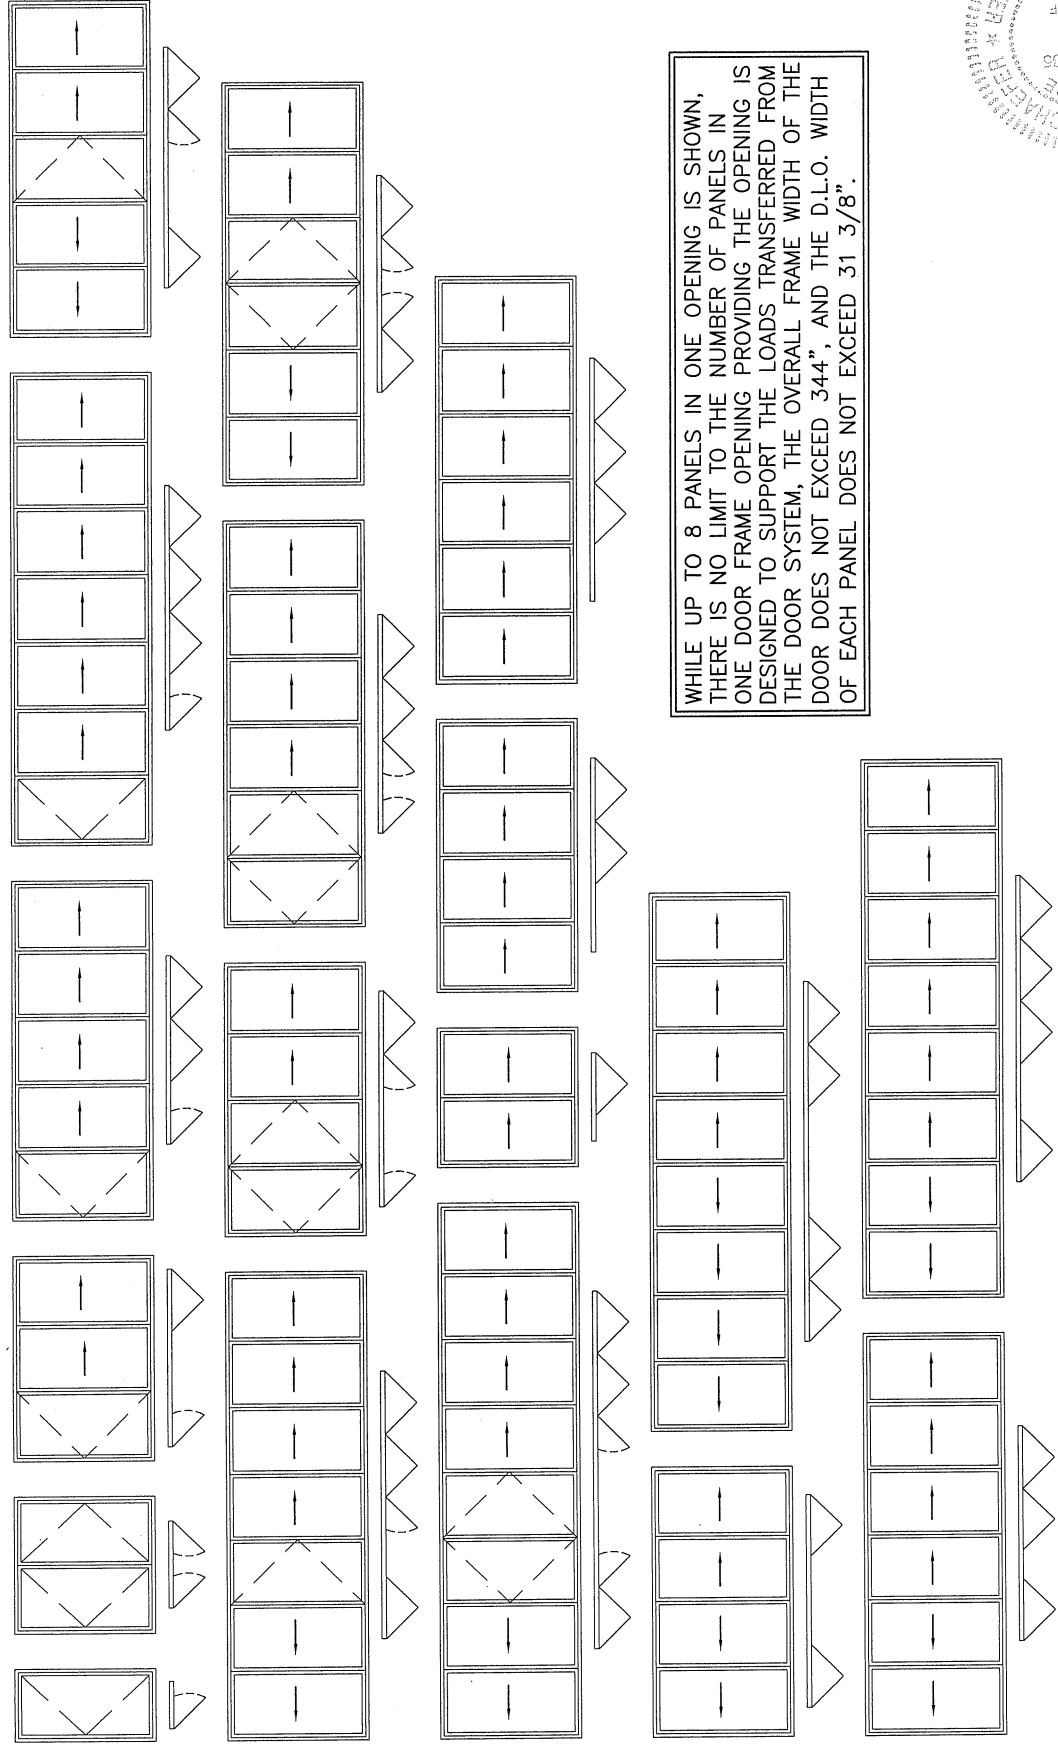 WHILE UP TO 8 PANELS IN ONE OPENING IS SHOWN,
THERE IS NO LIMIT TO THE NUMBER OF PANELS IN
ONE DOOR FRAME OPENING PROVIDING THE OPENING IS
DESIGNED TO SUPPORT THE LOADS TRANSFERRED FROM
THE DOOR SYSTEM, THE OVERALL FRAME WIDTH OF THE
DOOR DOES NOT EXCEED 344", AND THE D.L.O. WIDTH
OF EACH PANEL DOES NOT EXCEED 31 3/8".